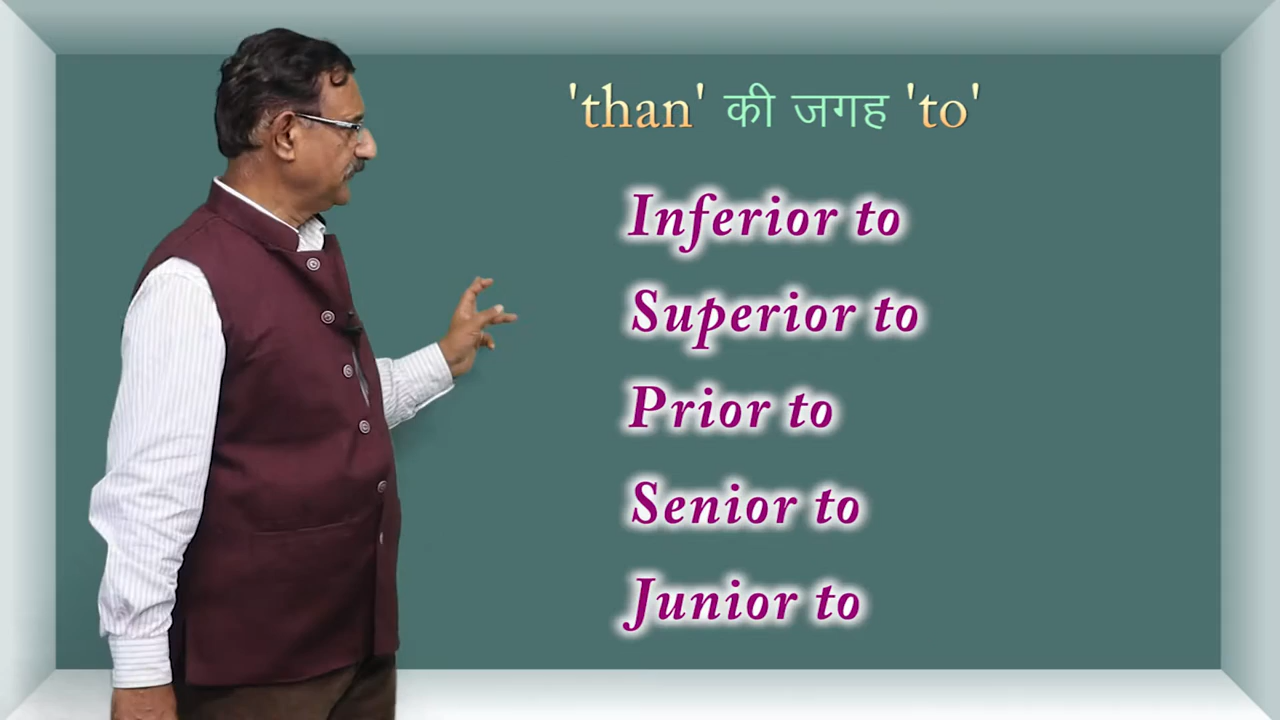 'than' की जगह 'to'
Inferior to
Superior to
Prior to
Senior to
Junior to